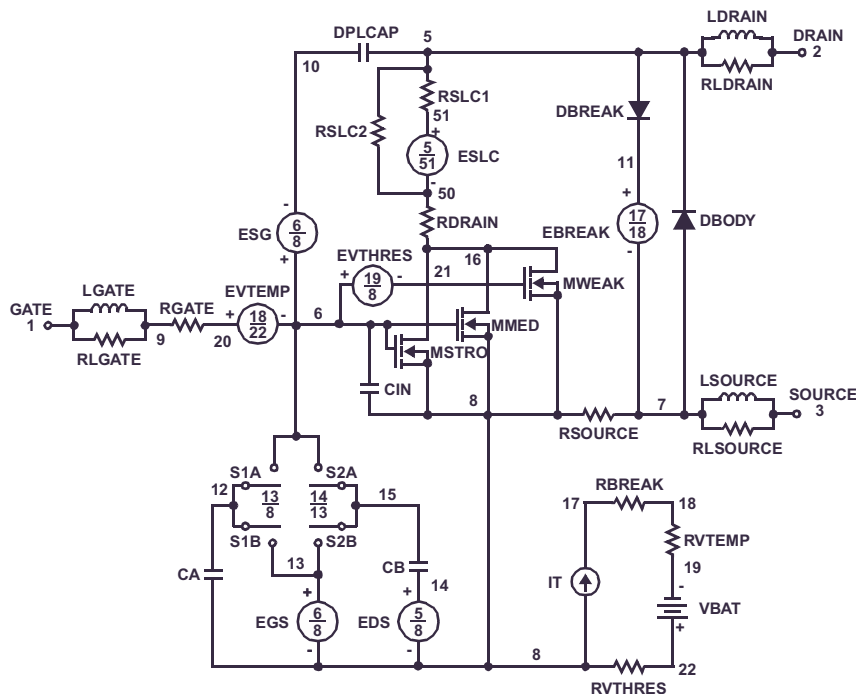 LDRAIN
DPLCAP 5 DRAIN
10 2
RLDRAIN
RSLC1
51 DBREAK
RSLC2 +
5
51 ESLC
- 11
50
- RDRAIN +
6
8 17
18 DBODY
ESG EBREAK
+ EVTHRES 16 -
+ 19
8 - 21 MWEAK
LGATE EVTEMP
GATE RGATE + 18
22 - 6 MMED
1 9 20 MSTRO
RLGATE
CIN LSOURCE
8 7 SOURCE
3
RSOURCE
RLSOURCE
S1A S2A
12 13
8 14
13 15 RBREAK
17 18
S1B S2B RVTEMP
13 CB 19
CA 14 IT -
+ + VBAT
EGS 6
8 EDS 5
8 +
- - 8 22
RVTHRES